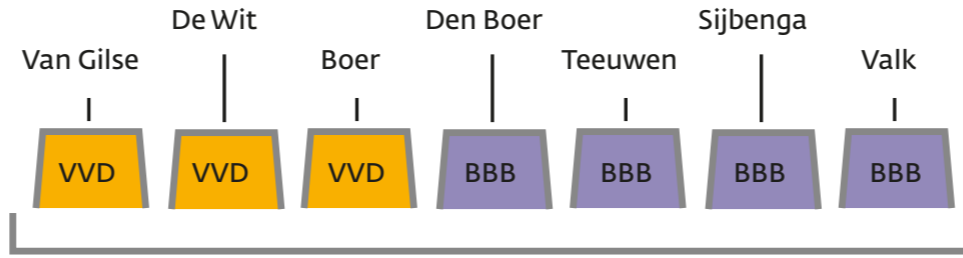 De Wit Den Boer Sijbenga
Van Gilse Boer Teeuwen Valk
VVD VVD VVD BBB BBB BBB BBB